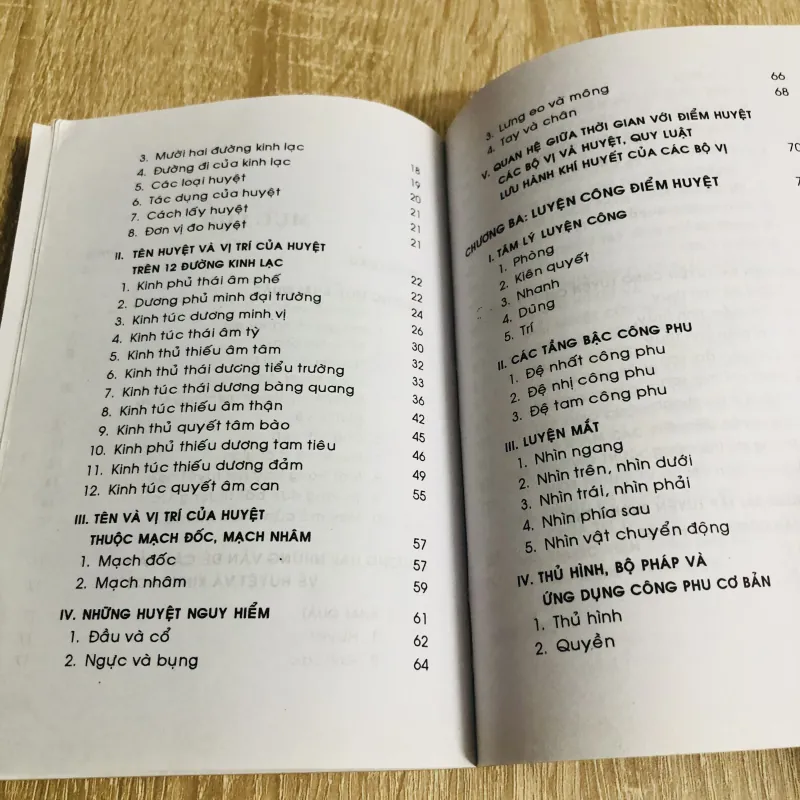 3. Mười hai đường kinh lạc 18
4. Đường đi của kinh lạc 19
5. Các loại huyệt 20
6. Tác dụng của huyệt 21
7. Cách lấy huyệt 21
8. Đơn vị đo huyệt 21
II. TÊN HUYỆT VÀ VỊ TRÍ CỦA HUYỆT
TRÊN 12 ĐƯỜNG KINH LẠC 22
1. Kinh phủ thái âm phế 22
2. Dương phủ minh đại trường 24
3. Kinh túc dương minh vị 26
4. Kinh túc thái âm tỳ 30
5. Kinh thủ thiếu âm tâm 32
6. Kinh thủ thái dương tiểu trường 33
7. Kinh túc thái dương bàng quang 36
8. Kinh túc thiếu âm thận 42
9. Kinh thủ quyết tâm bào 45
10. Kinh phủ thiếu dương tam tiêu 46
11. Kinh túc thiếu dương đảm 49
12. Kinh túc quyết âm can 55
III. TÊN VÀ VỊ TRÍ CỦA HUYỆT
THUỘC MẠCH ĐỐC, MẠCH NHÂM 57
1. Mạch đốc 57
2. Mạch nhâm 59
IV. NHỮNG HUYỆT NGUY HIỂM 61
1. Đầu và cổ 62
2. Ngực và bụng 64
3. Lưng eo và mông 66
4. Tay và chân 68
V. QUAN HỆ GIỮA THỜI GIAN VỚI ĐIỂM HUYỆT
CÁC BỘ VỊ VÀ HUYỆT, QUY LUẬT
LƯU HÀNH KHÍ HUYẾT CỦA CÁC BỘ VỊ 70
CHƯƠNG BA: LUYỆN CÔNG ĐIỂM HUYỆT
I. TÂM LÝ LUYỆN CÔNG
1. Phòng
2. Kiên quyết
3. Nhanh
4. Dũng
5. Trí
II. CÁC TẦNG BẬC CÔNG PHU
1. Đệ nhất công phu
2. Đệ nhị công phu
3. Đệ tam công phu
III. LUYỆN MẮT
1. Nhìn ngang
2. Nhìn trên, nhìn dưới
3. Nhìn trái, nhìn phải
4. Nhìn phía sau
5. Nhìn vật chuyển động
IV. THỦ HÌNH, BỘ PHÁP VÀ
ỨNG DỤNG CÔNG PHU CƠ BẢN
1. Thủ hình
2. Quyền